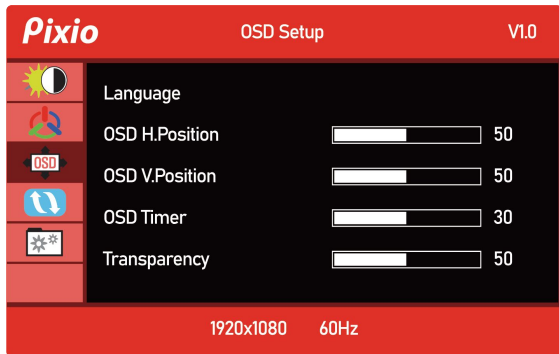 Pixio OSD Setup V1.0
Language
OSD H.Position 50
OSD
OSD V.Position 50
OSD Timer 30
Transparency 50
1920x1080 60Hz